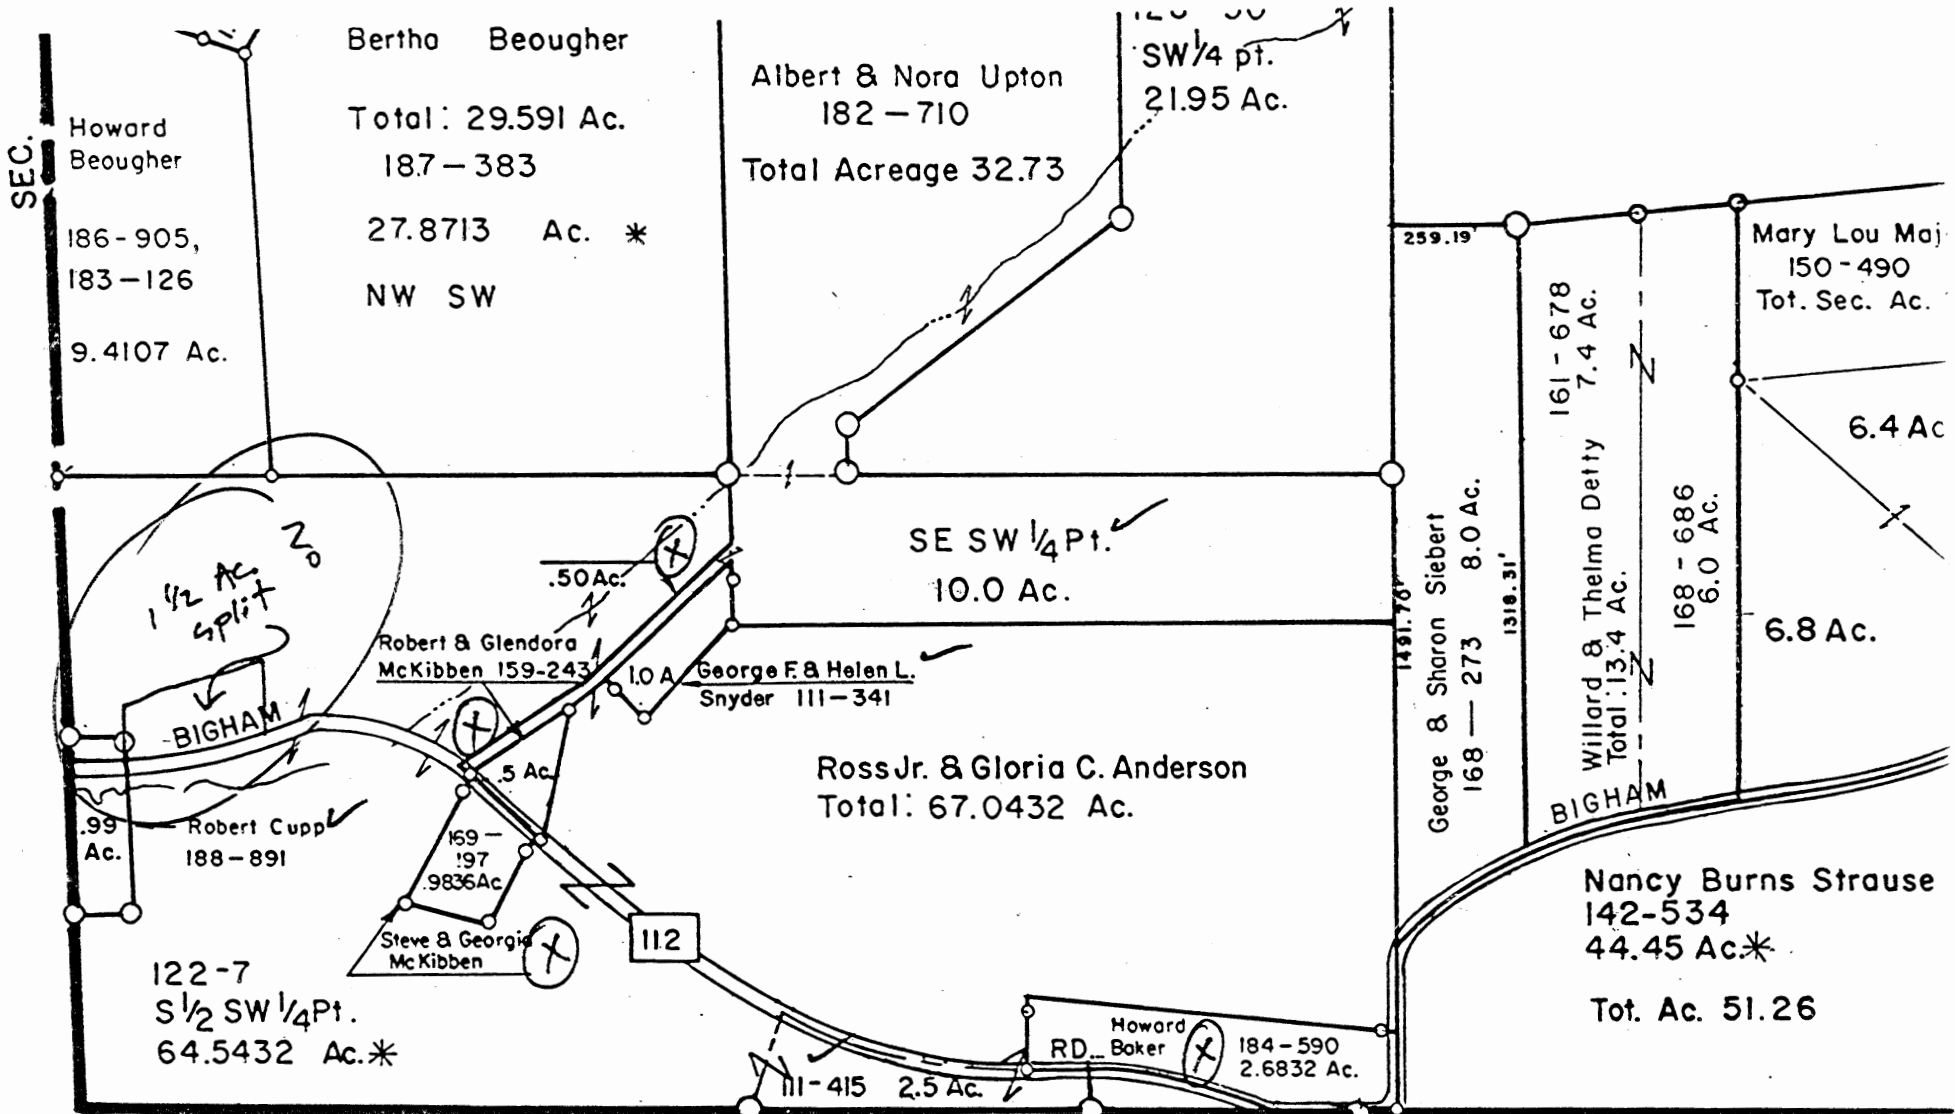 SEC.
Howard
Beougher
186-905,
183-126
9.4107 Ac.
Bertha Beougher
Total: 29.591 Ac.
187-383
27.8713 Ac. *
NW SW
Albert & Nora Upton
182-710
Total Acreage 32.73
SW 1/4 pt.
21.95 Ac.
259.19'
Mary Lou Maj
150-490
Tot. Sec. Ac.
161-678
7.4 Ac.
6.4 Ac
No
1 1/2 Ac.
split
.50 Ac.
X
SE SW 1/4 Pt.
10.0 Ac.
1491.70'
George & Sharon Siebert
168-273 8.0 Ac.
1318.31'
Willard & Thelma Detty
Total: 13.4 Ac.
168-686
6.0 Ac.
6.8 Ac.
Robert & Glendora
McKibben 159-243
1.0 A
George F. & Helen L.
Snyder 111-341
BIGHAM
X
.5 Ac.
Ross Jr. & Gloria C. Anderson
Total: 67.0432 Ac.
BIGHAM
.99
Ac.
Robert Cupp
188-891
169-
197
.9836 Ac.
Steve & Georgia
McKibben
X
112
Nancy Burns Strause
142-534
44.45 Ac.*
Tot. Ac. 51.26
122-7
S 1/2 SW 1/4 Pt.
64.5432 Ac.*
111-415 2.5 Ac.
RD.
Howard
Baker
X
184-590
2.6832 Ac.